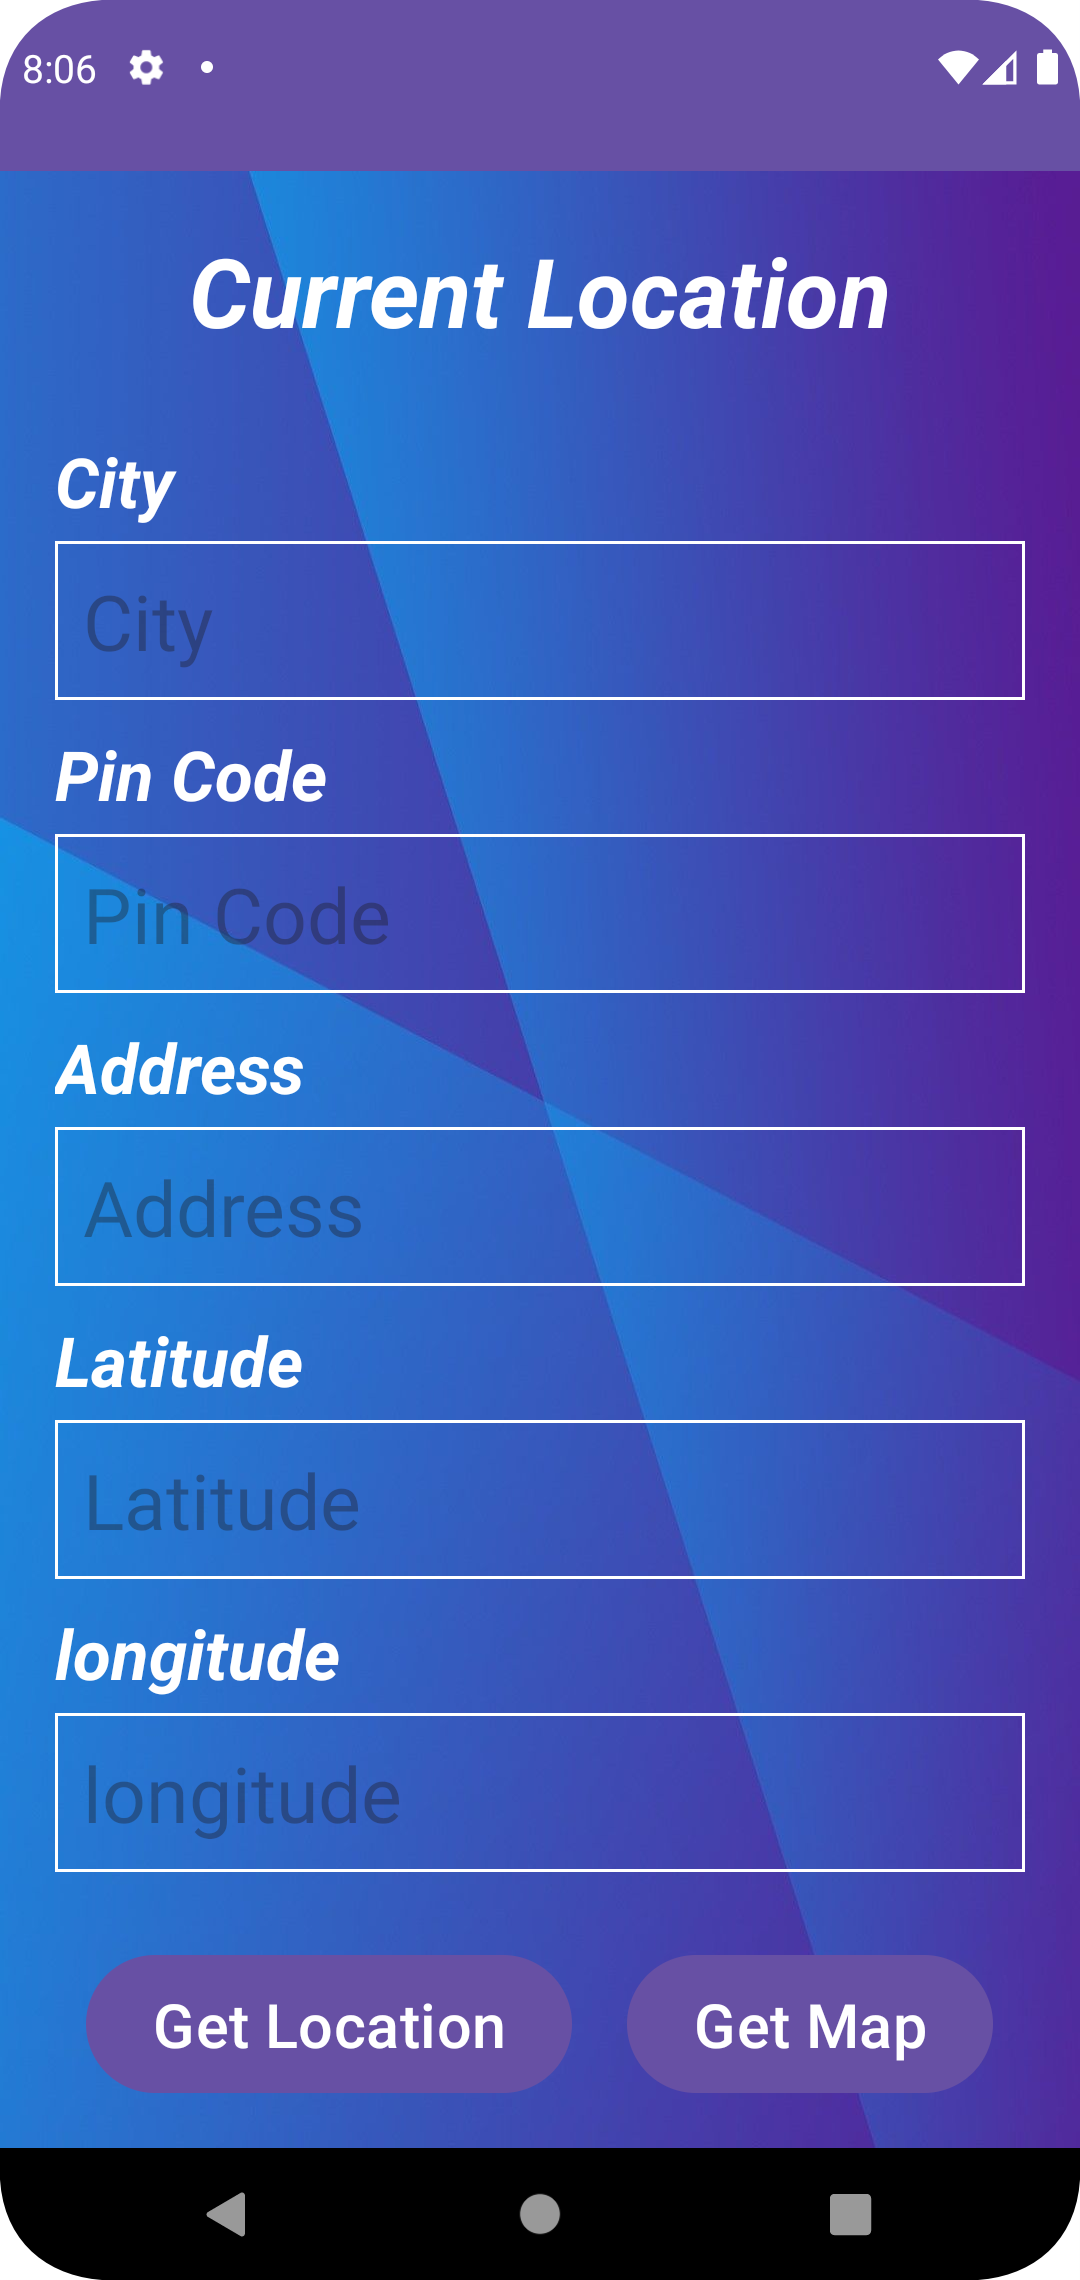 8:06
Current Location
City
City
Pin Code
Pin Code
Address
Address
Latitude
Latitude
longitude
longitude
Get Location
Get Map